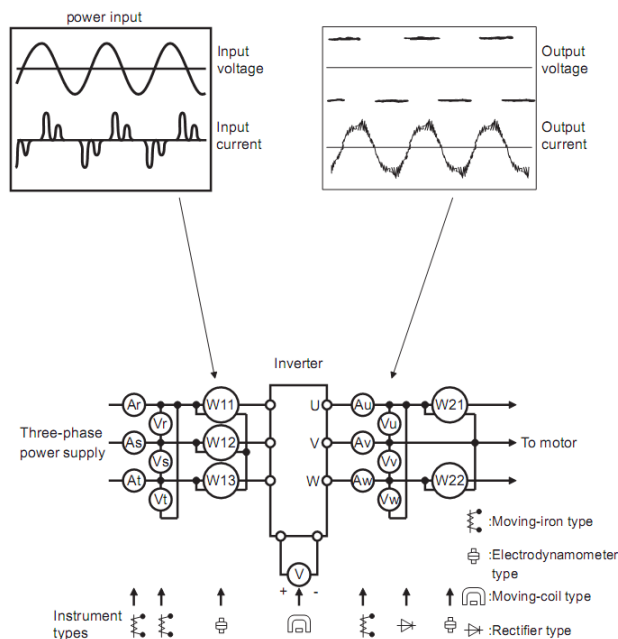 power input
Input
voltage
Input
current
Output
voltage
Output
current
Inverter
Ar
Vr
W11
U
Au
Vu
W21
Three-phase
power supply
As
Vs
W12
V
Av
Vv
To motor
At
Vt
W13
W
Aw
Vw
W22
:Moving-iron type
:Electrodynamometer
type
+ V -
:Moving-coil type
Instrument
types
:Rectifier type